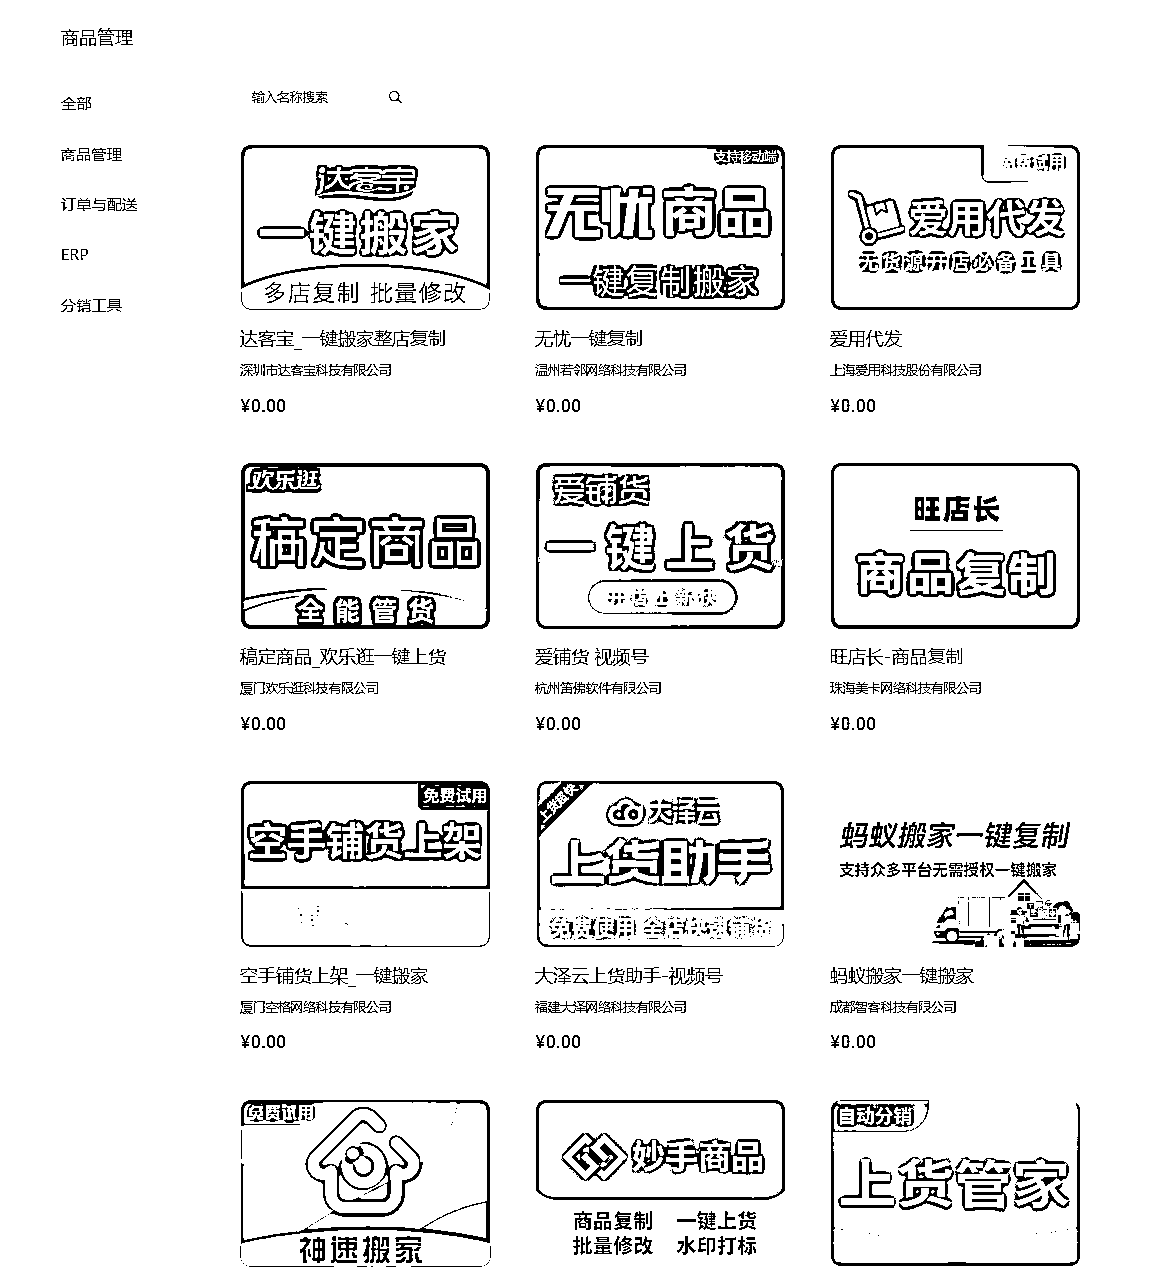 商品管理
全部
商品管理
订单与配送
ERP
分销工具
输入名称搜索
达客宝
一键搬家
多店复制 批量修改
达客宝_一键搬家整店复制
深圳市达客宝科技有限公司
¥0.00
支持移动端
无忧商品
一键复制搬家
无忧一键复制
温州若邻网络科技有限公司
¥0.00
免费试用
爱用代发
无货源开店必备工具
爱用代发
上海爱用科技股份有限公司
¥0.00
欢乐逛
稿定商品
全能管货
稿定商品_欢乐逛一键上货
厦门欢乐逛科技有限公司
¥0.00
爱铺货
一键上货
爱铺货 视频号
杭州笛佛软件有限公司
¥0.00
旺店长
商品复制
旺店长-商品复制
珠海美卡网络科技有限公司
¥0.00
免费试用
空手铺货上架
空手铺货上架_一键搬家
厦门空格网络科技有限公司
¥0.00
上货超快
大泽云
上货助手
免费使用 全店快速铺货
大泽云上货助手-视频号
福建大泽网络科技有限公司
¥0.00
蚂蚁搬家一键复制
支持众多平台无需授权一键搬家
蚂蚁搬家一键搬家
成都智客科技有限公司
¥0.00
免费试用
神速搬家
妙手商品
商品复制 一键上货
批量修改 水印打标
自动分销
上货管家